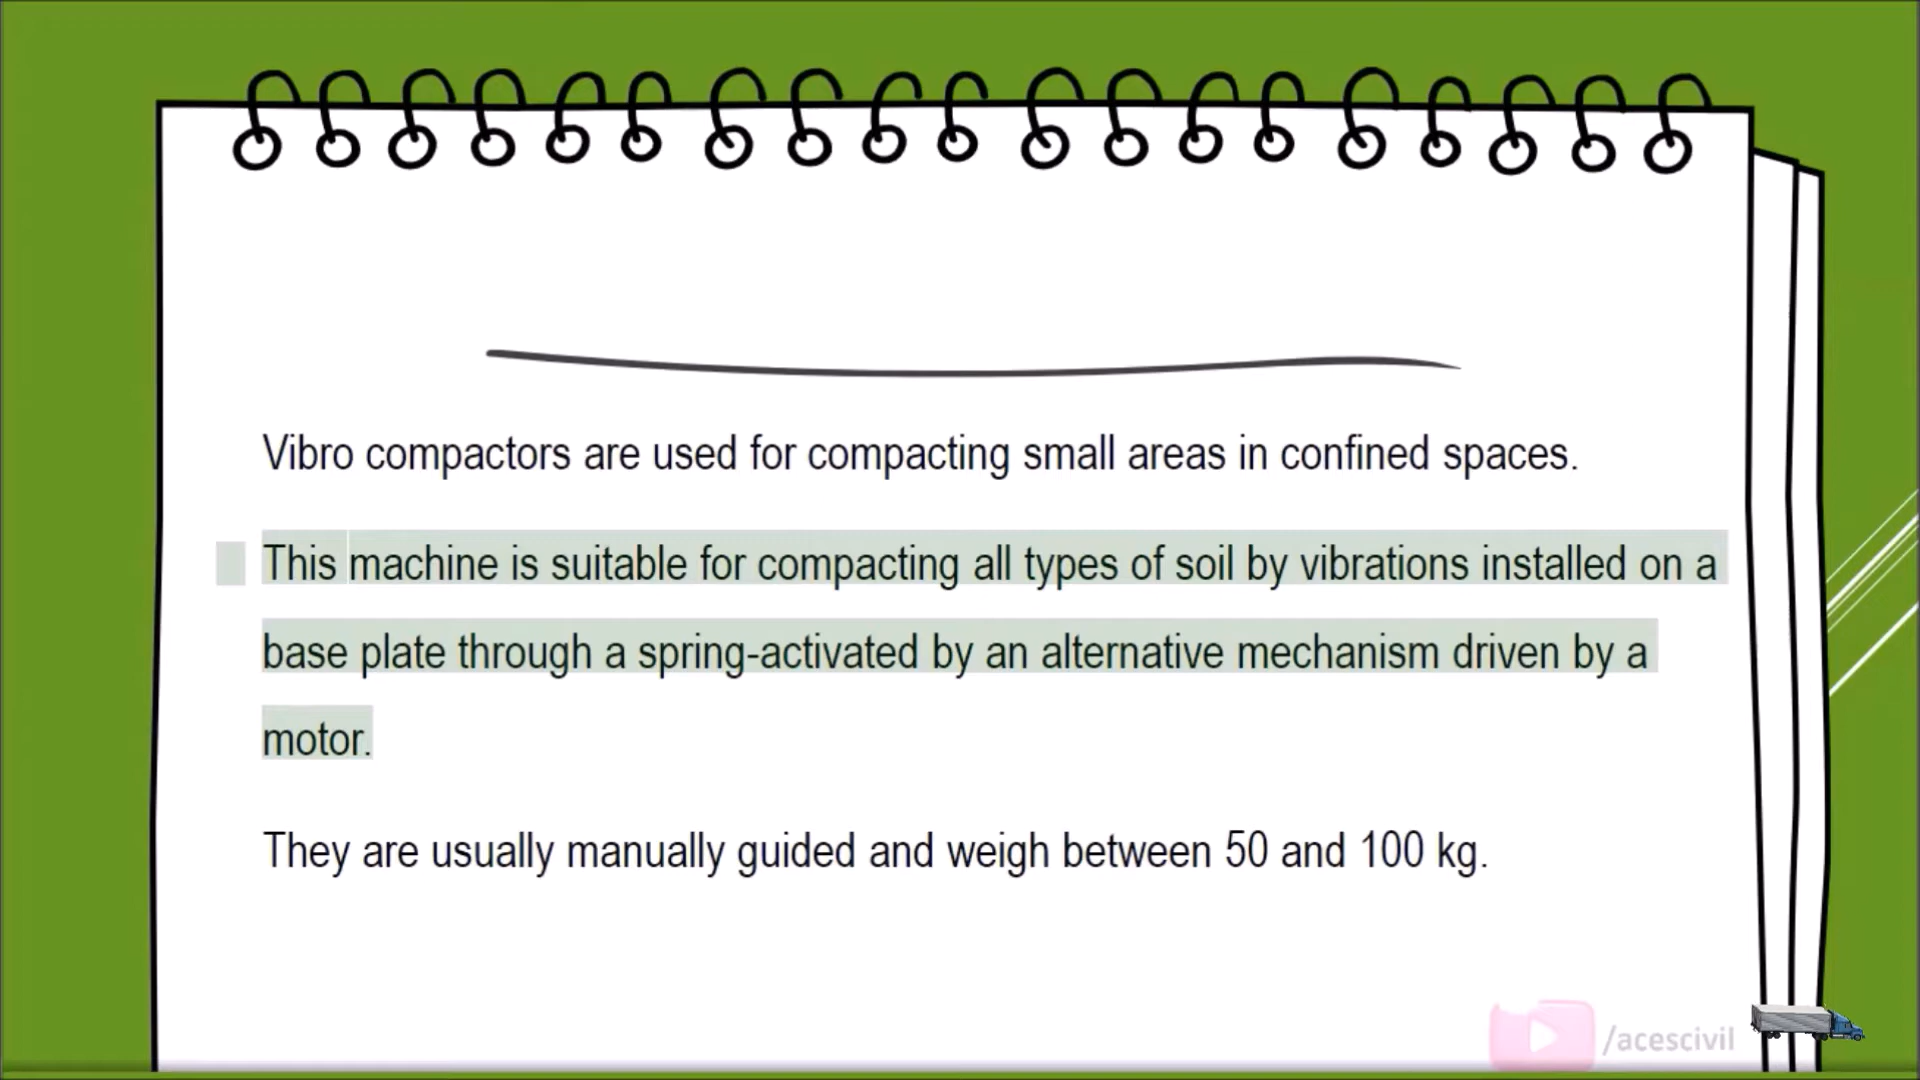 Vibro compactors are used for compacting small areas in confined spaces.
This machine is suitable for compacting all types of soil by vibrations installed on a
base plate through a spring-activated by an alternative mechanism driven by a
motor.
They are usually manually guided and weigh between 50 and 100 kg.
/acescivil